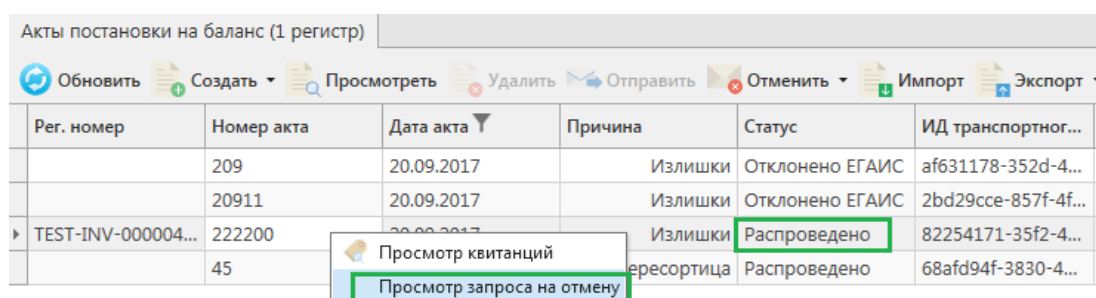 Акты постановки на баланс (1 регистр)
Обновить Создать Просмотреть Удалить Отправить Отменить Импорт Экспорт
Рег. номер Номер акта Дата акта Причина Статус ИД транспортног...
209 20.09.2017 Излишки Отклонено ЕГАИС af631178-352d-4...
20911 20.09.2017 Излишки Отклонено ЕГАИС 2bd29cce-857f-4f...
TEST-INV-000004... 222200 Излишки Распроведено 82254171-35f2-4...
Просмотр квитанций
45 ересортица Распроведено 68afd94f-3830-4...
Просмотр запроса на отмену